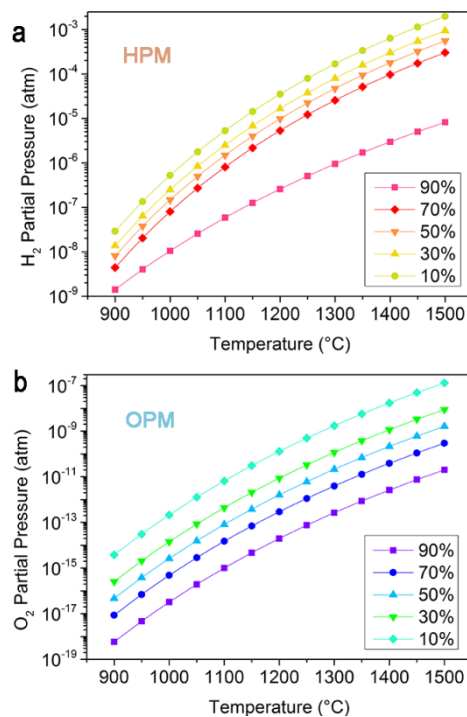 a
HPM
H₂ Partial Pressure (atm)
10⁻³
10⁻⁴
10⁻⁵
10⁻⁶
10⁻⁷
10⁻⁸
10⁻⁹
90%
70%
50%
30%
10%
900 1000 1100 1200 1300 1400 1500
Temperature (°C)
b
OPM
O₂ Partial Pressure (atm)
10⁻⁷
10⁻⁹
10⁻¹¹
10⁻¹³
10⁻¹⁵
10⁻¹⁷
10⁻¹⁹
90%
70%
50%
30%
10%
900 1000 1100 1200 1300 1400 1500
Temperature (°C)